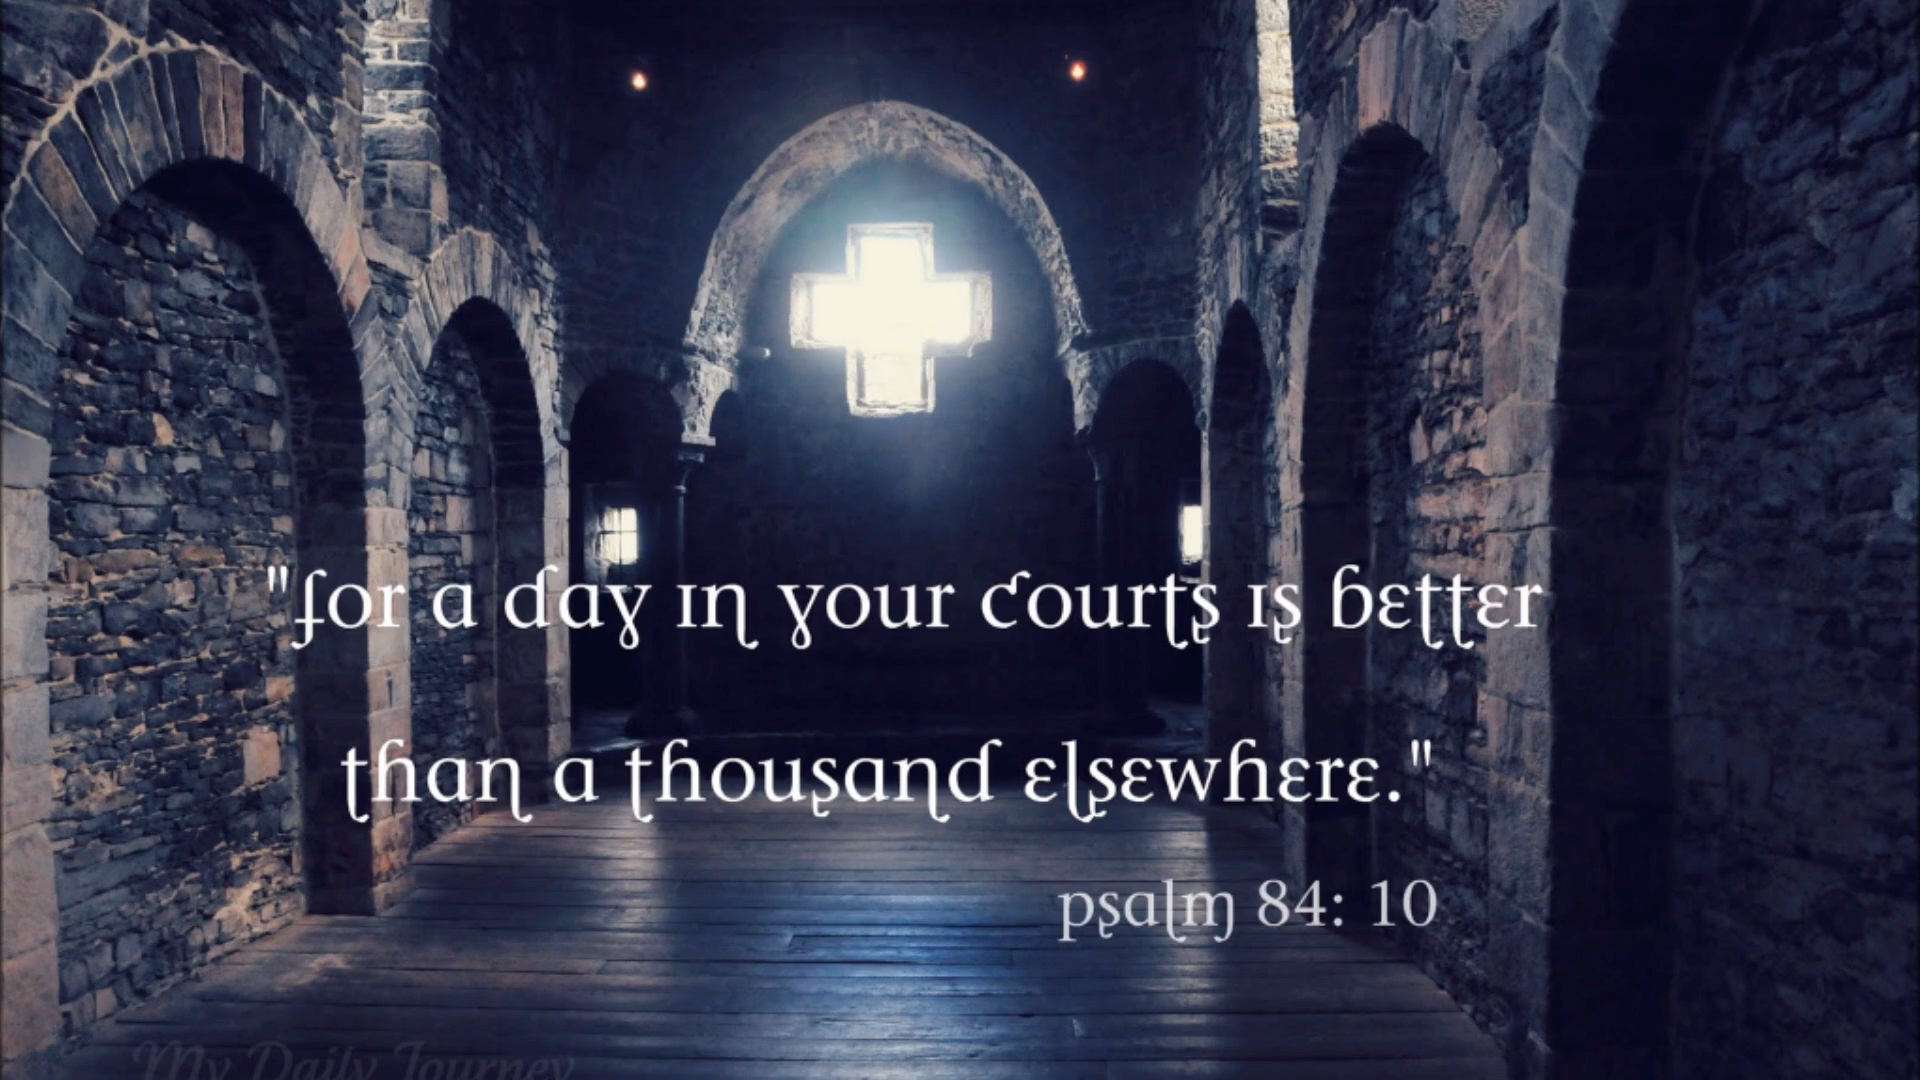 "for a day in your courts is better
than a thousand elsewhere."
psalm 84: 10
My Daily Journey